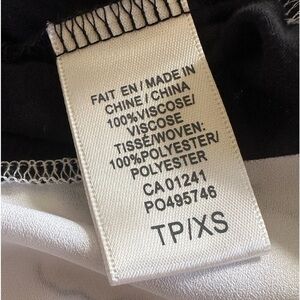 FAIT EN / MADE IN
CHINE / CHINA
100% VISCOSE/
VISCOSE
TISSÉ/WOVEN:
100%POLYESTER/
POLYESTER
CA 01241
PO495746
TP/XS